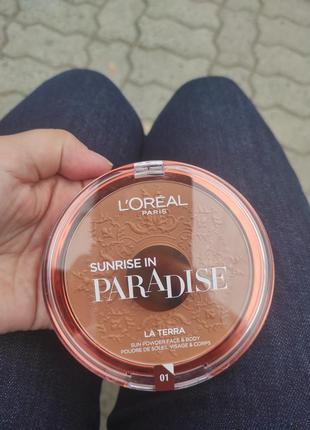 L'ORÉAL
PARIS
SUNRISE IN
PARADISE
LA TERRA
SUN POWDER FACE & BODY
POUDRE DE SOLEIL VISAGE & CORPS
01